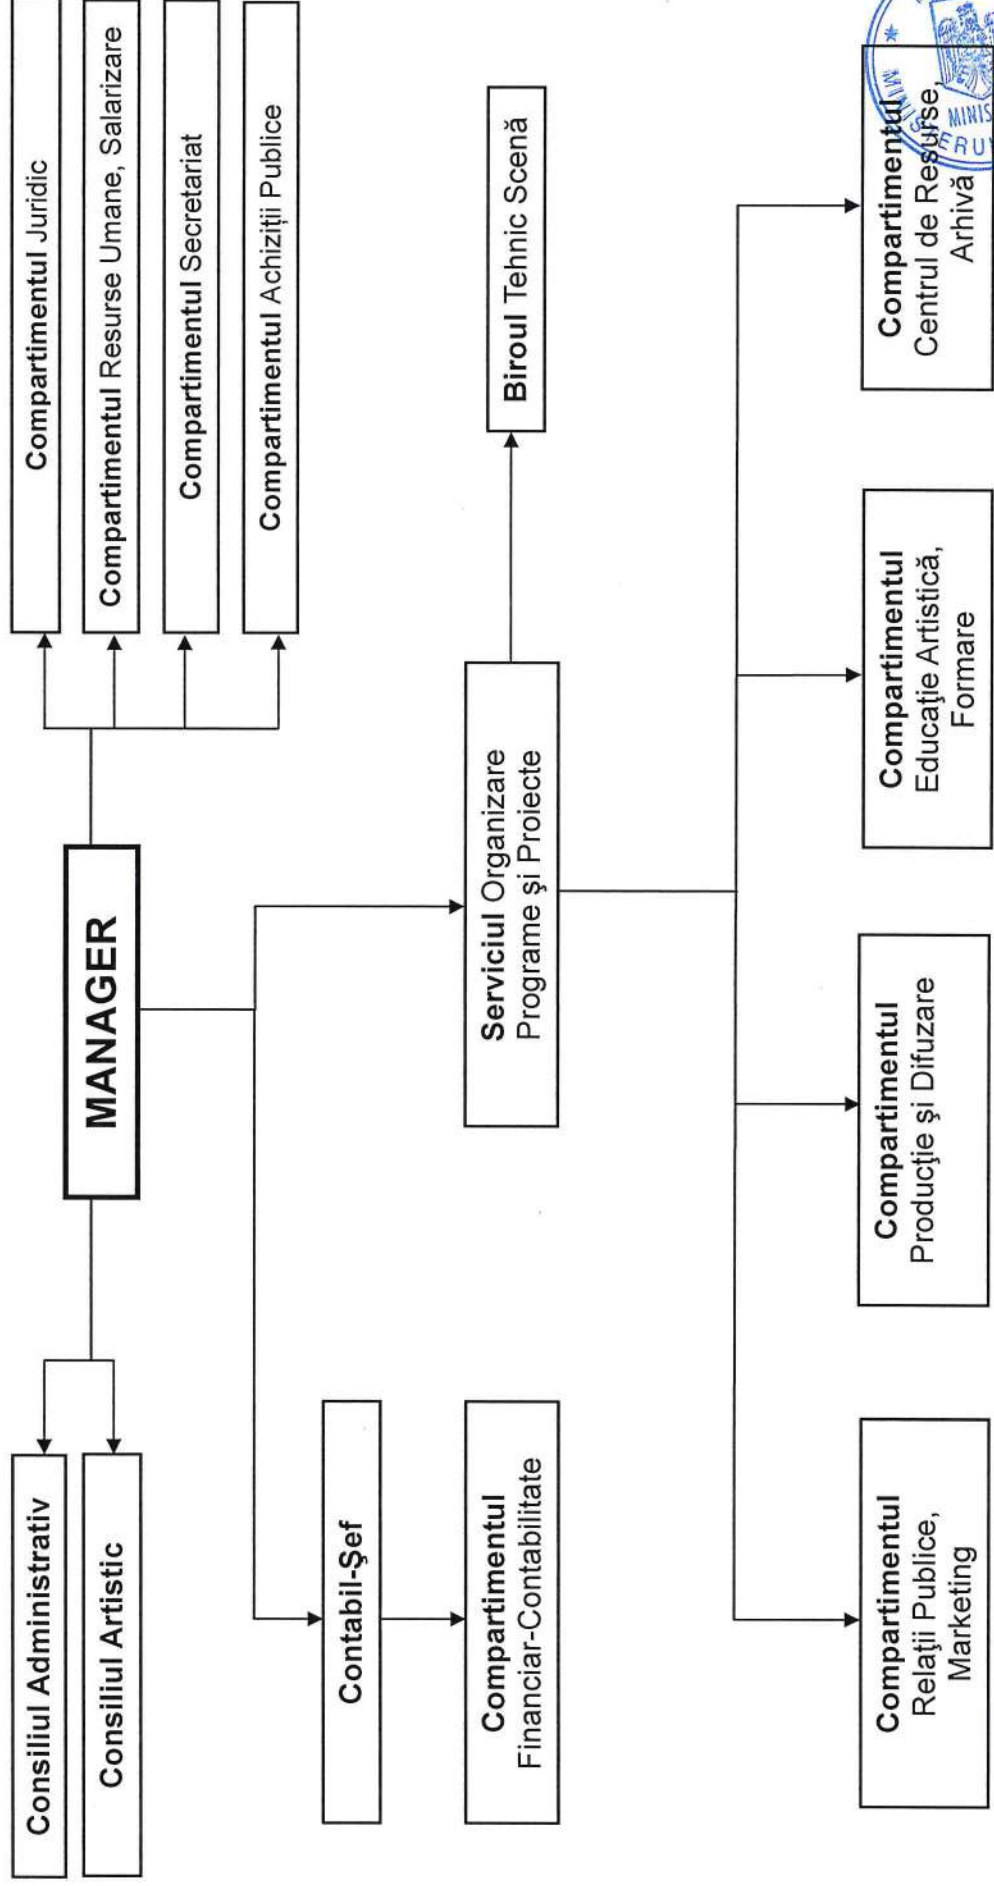 Consiliul Administrativ
Consiliul Artistic
MANAGER
Compartimentul Juridic
Compartimentul Resurse Umane, Salarizare
Compartimentul Secretariat
Compartimentul Achiziții Publice
Contabil-Şef
Compartimentul
Financiar-Contabilitate
Serviciul Organizare
Programe şi Proiecte
Biroul Tehnic Scenă
Compartimentul
Relaţii Publice,
Marketing
Compartimentul
Producţie şi Difuzare
Compartimentul
Educaţie Artistică,
Formare
Compartimentul
Centrul de Resurse,
Arhivă
MINISTERUL